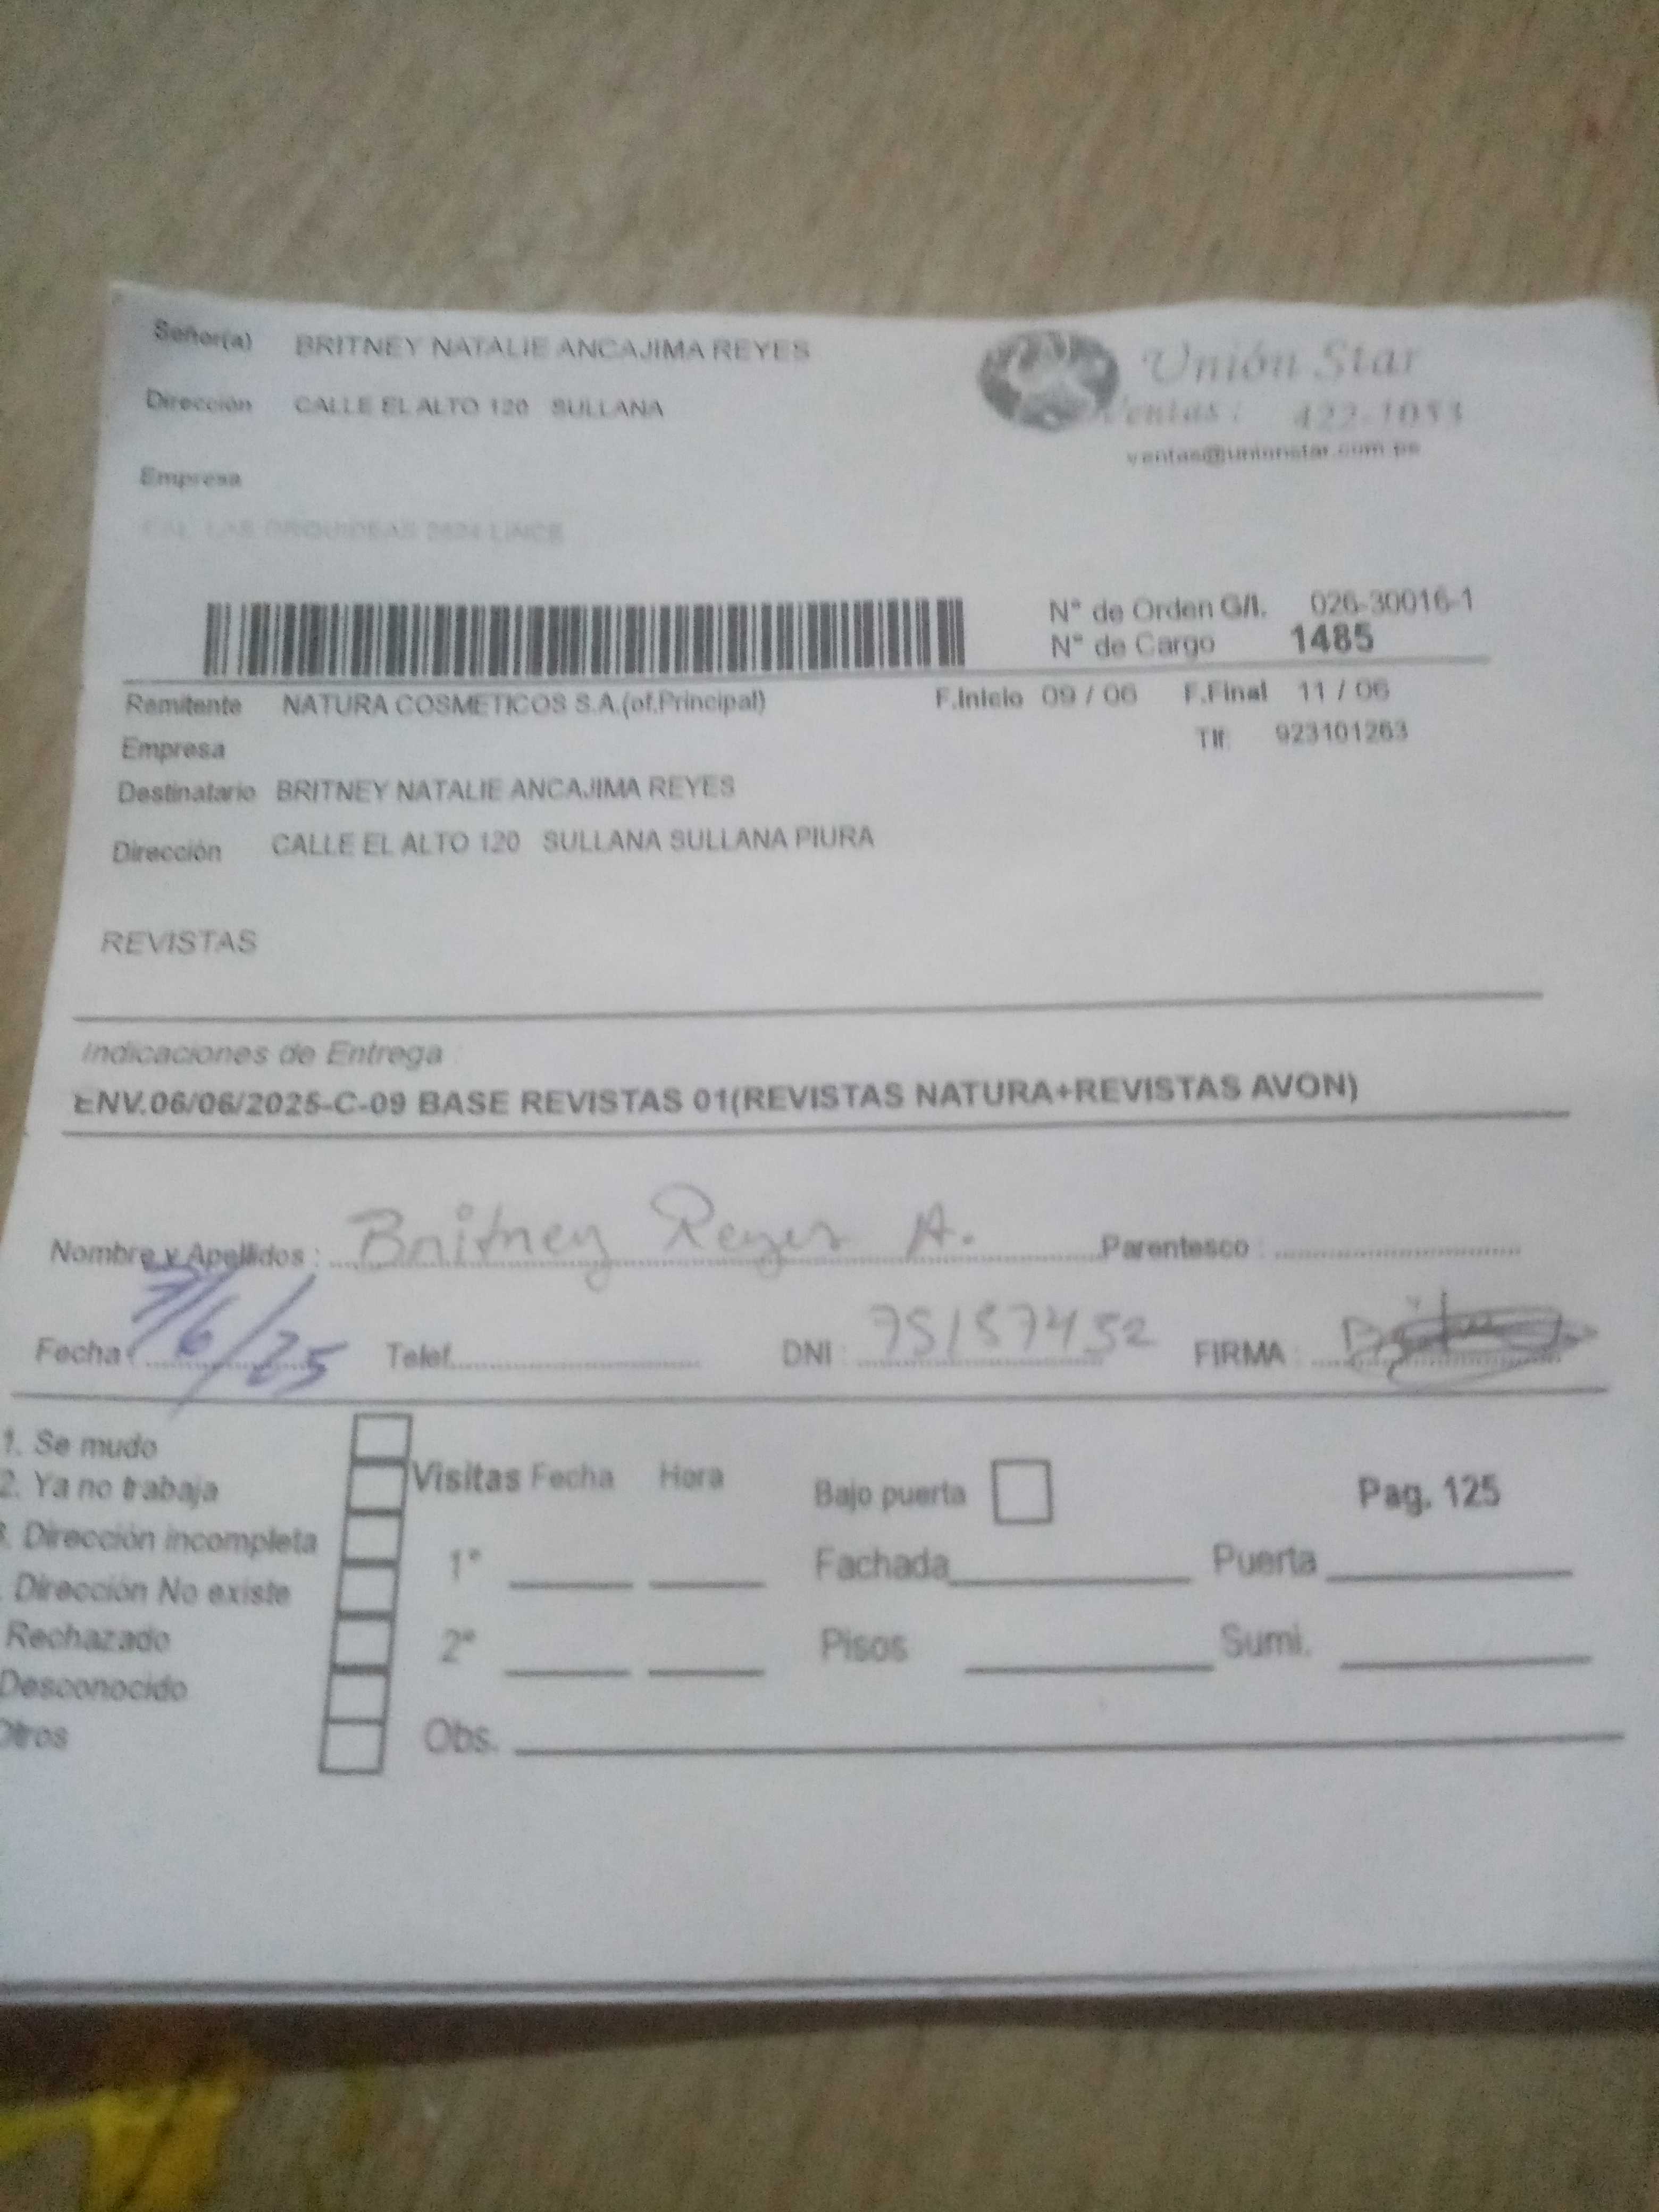 Señor(a) BRITNEY NATALIE ANCAJIMA REYES
Dirección CALLE EL ALTO 120 SULLANA
Unión Star
Ventas: 422-1053
ventas@unionstar.com.pe
Empresa
CAL. LAS ORQUIDEAS LINCE
N° de Orden G/I. 026-30016-1
N° de Cargo 1485
Remitente NATURA COSMETICOS S.A.(of.Principal) F.Inicio 09 / 06 F.Final 11 / 06
Empresa Tlf. 923101263
Destinatario BRITNEY NATALIE ANCAJIMA REYES
Dirección CALLE EL ALTO 120 SULLANA SULLANA PIURA
REVISTAS
Indicaciones de Entrega :
ENV.06/06/2025-C-09 BASE REVISTAS 01(REVISTAS NATURA+REVISTAS AVON)
Nombre y Apellidos : Britney Reyes A. Parentesco :
Fecha : 7/6/25 Telef. DNI : 75157452 FIRMA :
1. Se mudo
2. Ya no trabaja
Visitas Fecha Hora Bajo puerta Pag. 125
. Dirección incompleta
1° Fachada Puerta
. Dirección No existe
Rechazado
2° Pisos Sumi.
Desconocido
Otros
Obs.